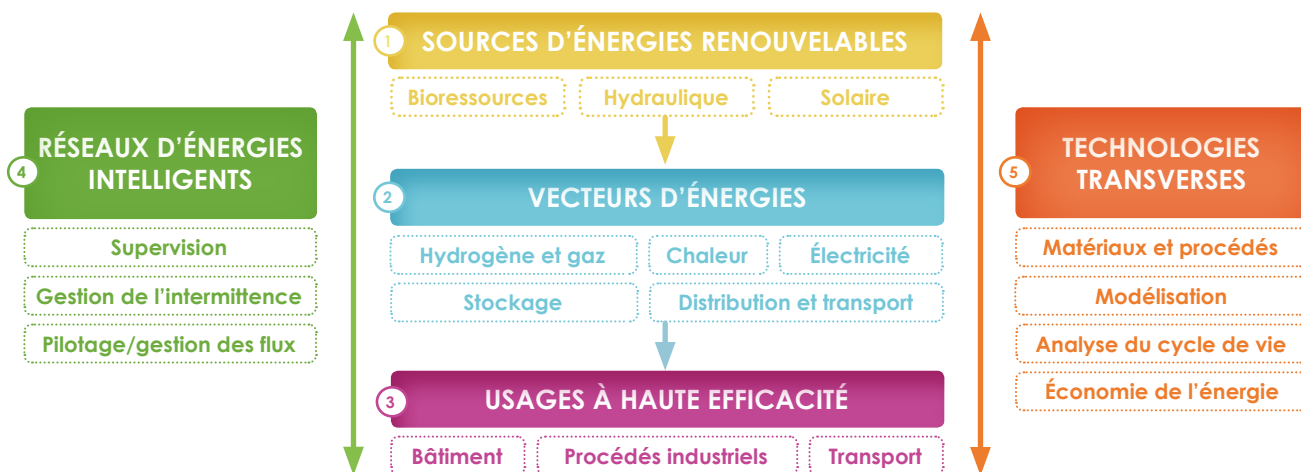 1
SOURCES D'ÉNERGIES RENOUVELABLES
Bioressources
Hydraulique
Solaire
4
RÉSEAUX D'ÉNERGIES
INTELLIGENTS
Supervision
Gestion de l'intermittence
Pilotage/gestion des flux
2
VECTEURS D'ÉNERGIES
Hydrogène et gaz
Chaleur
Électricité
Stockage
Distribution et transport
3
USAGES À HAUTE EFFICACITÉ
Bâtiment
Procédés industriels
Transport
5
TECHNOLOGIES
TRANSVERSES
Matériaux et procédés
Modélisation
Analyse du cycle de vie
Économie de l'énergie